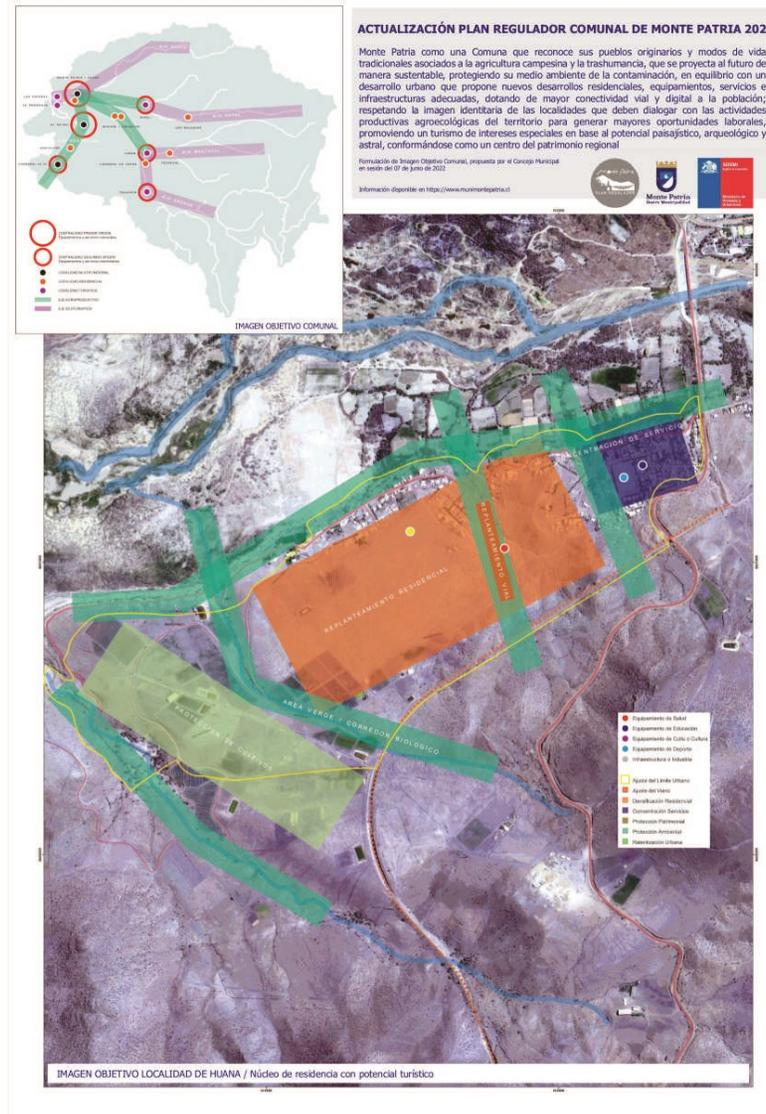 ACTUALIZACIÓN PLAN REGULADOR COMUNAL DE MONTE PATRIA 202
Monte Patria como una Comuna que reconoce sus pueblos originarios y modos de vida
tradicionales asociados a la agricultura campesina y la trashumancia, que se proyecta al futuro de
manera sustentable, protegiendo su medio ambiente de la contaminación, en equilibrio con un
desarrollo urbano que propone nuevos desarrollos residenciales, equipamientos, servicios e
infraestructuras adecuadas, dotando de mayor conectividad vial y digital a la población;
respetando la imagen identitaria de las localidades que deben dialogar con las actividades
productivas agroecológicas del territorio para generar mayores oportunidades laborales,
promoviendo un turismo de intereses especiales en base al potencial paisajístico, arqueológico y
astral, conformándose como un centro del patrimonio regional
Formulación de Imagen Objetivo Comunal, propuesta por el Concejo Municipal
en sesión del 07 de junio de 2022
Información disponible en https://www.munimontepatria.cl
PLAN REGULADOR
Monte Patria
IMAGEN OBJETIVO COMUNAL
CENTRACIÓN DE SERVICIO
REPLANTEAMIENTO VIAL
REPLANTEAMIENTO RESIDENCIAL
AREA VERDE / CORREDOR BIOLOGICO
PROTECCIÓN DE CULTIVOS
Equipamiento de Salud
Equipamiento de Educación
Equipamiento de Culto o Cultura
Equipamiento de Deporte
Infraestructura o Industria
Ajuste del Límite Urbano
Ajuste del Viario
Densificación Residencial
Concentración Servicios
Protección Patrimonial
Protección Ambiental
Ralentización Urbana
IMAGEN OBJETIVO LOCALIDAD DE HUANA / Núcleo de residencia con potencial turístico